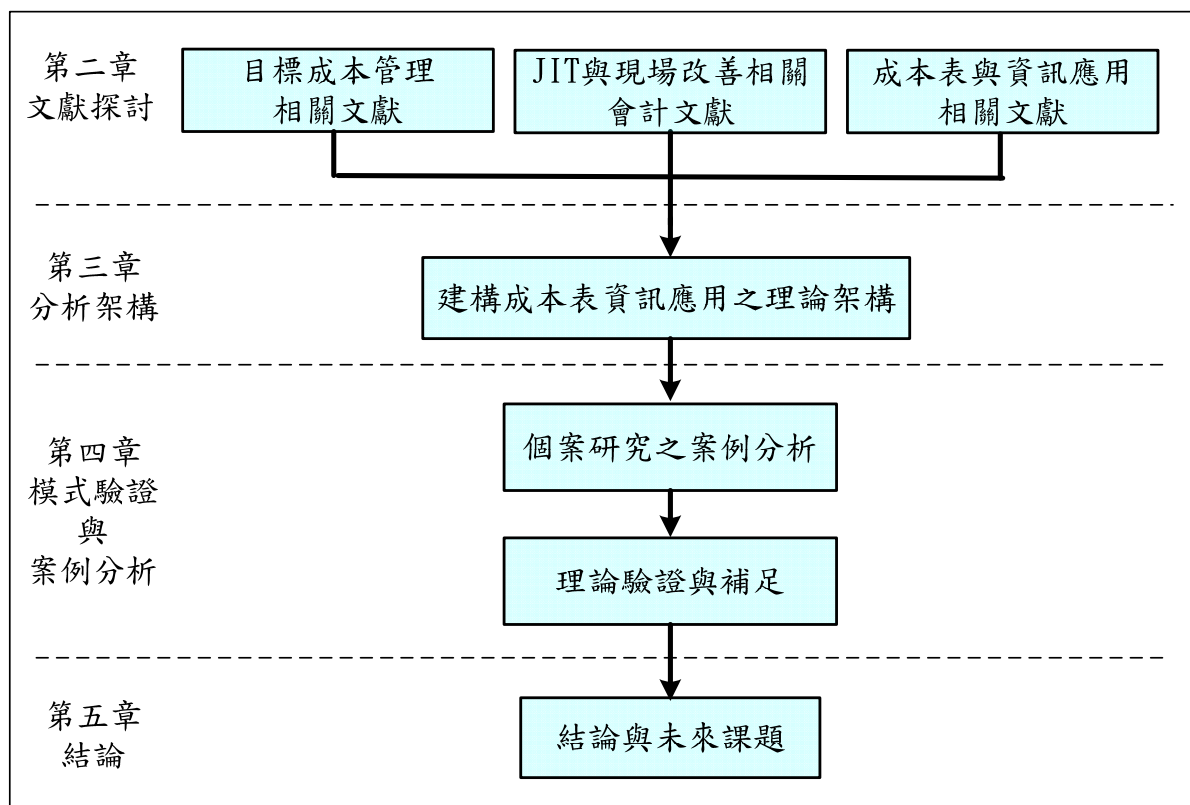 第二章
文獻探討
目標成本管理
相關文獻
JIT與現場改善相關
會計文獻
成本表與資訊應用
相關文獻
第三章
分析架構
建構成本表資訊應用之理論架構
第四章
模式驗證
與
案例分析
個案研究之案例分析
理論驗證與補足
第五章
結論
結論與未來課題